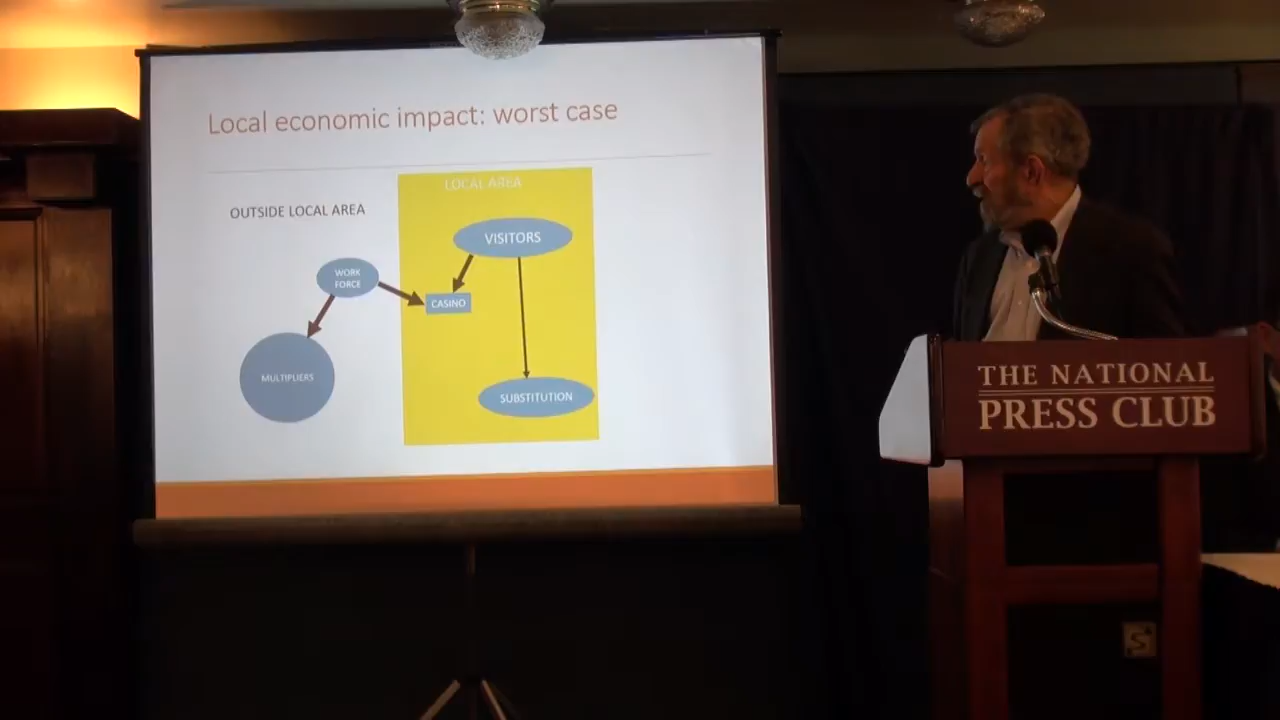 Local economic impact: worst case
LOCAL AREA
OUTSIDE LOCAL AREA
VISITORS
WORK
FORCE
CASINO
MULTIPLIERS
SUBSTITUTION
THE NATIONAL
PRESS CLUB